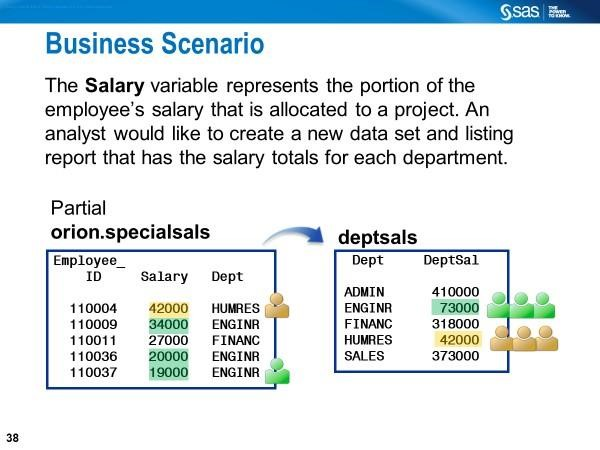 sas
THE
POWER
TO KNOW.
Business Scenario
The Salary variable represents the portion of the
employee's salary that is allocated to a project. An
analyst would like to create a new data set and listing
report that has the salary totals for each department.
Partial
orion.specialsals
Employee_
ID Salary Dept
110004 42000 HUMRES
110009 34000 ENGINR
110011 27000 FINANC
110036 20000 ENGINR
110037 19000 ENGINR
deptsals
Dept DeptSal
ADMIN 410000
ENGINR 73000
FINANC 318000
HUMRES 42000
SALES 373000
38